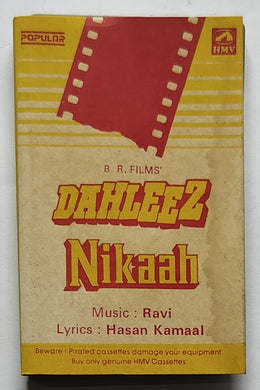 POPULAR
HMV
B. R. FILMS'
DAHLEEZ
Nikaah
Music : Ravi
Lyrics : Hasan Kamaal
Beware ! Pirated cassettes damage your equipment.
Buy only genuine HMV Cassettes